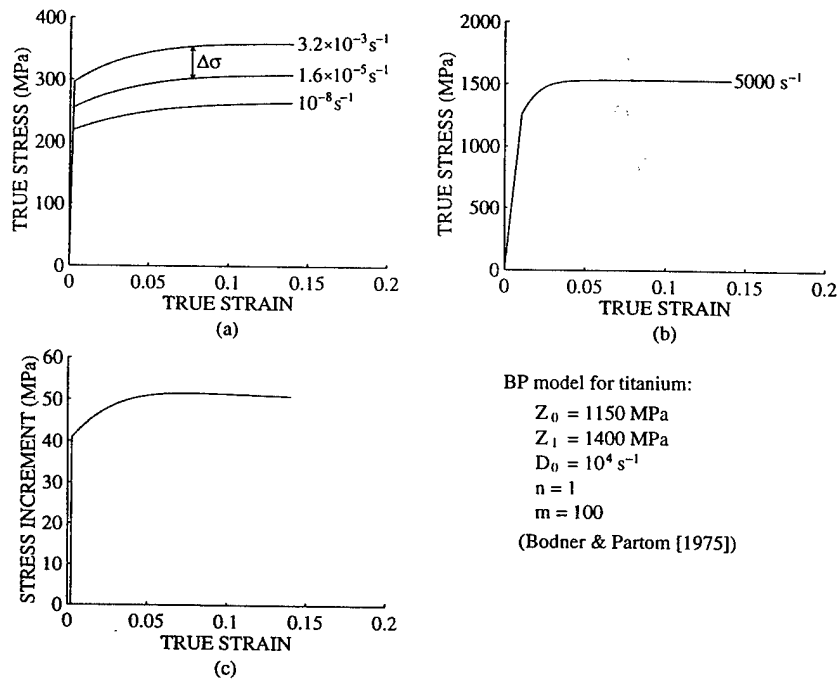 400
300
200
100
0
TRUE STRESS (MPa)
3.2×10⁻³s⁻¹
Δσ
1.6×10⁻⁵s⁻¹
10⁻⁸s⁻¹
0
0.05
0.1
0.15
0.2
TRUE STRAIN
(a)
2000
1500
1000
500
0
TRUE STRESS (MPa)
5000 s⁻¹
0
0.05
0.1
0.15
0.2
TRUE STRAIN
(b)
60
50
40
30
20
10
0
STRESS INCREMENT (MPa)
0
0.05
0.1
0.15
0.2
TRUE STRAIN
(c)
BP model for titanium:
Z₀ = 1150 MPa
Z₁ = 1400 MPa
D₀ = 10⁴ s⁻¹
n = 1
m = 100
(Bodner & Partom [1975])